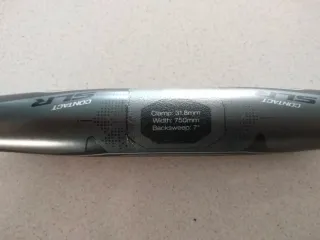 CONTACT
SLR
Clamp: 31.8mm
Width: 750mm
Backsweep: 7°
CONTACT
SLR